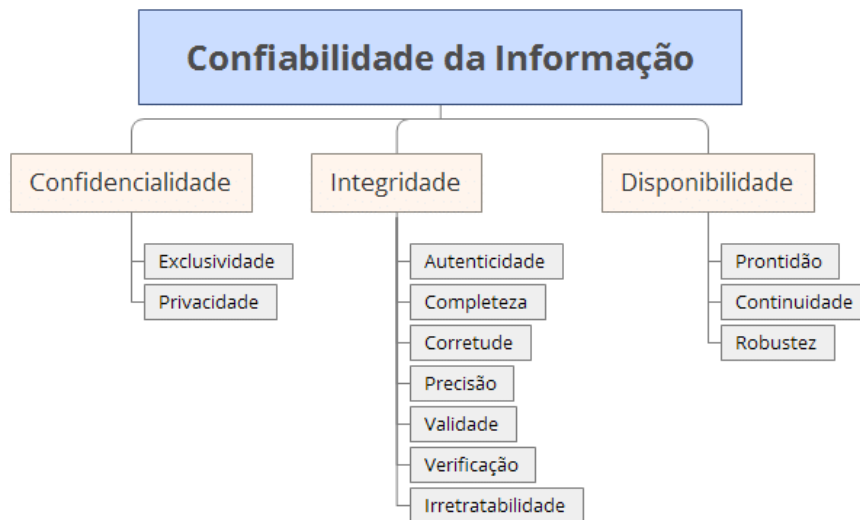 Confiabilidade da Informação
Confidencialidade
Exclusividade
Privacidade
Integridade
Autenticidade
Completeza
Corretude
Precisão
Validade
Verificação
Irretratabilidade
Disponibilidade
Prontidão
Continuidade
Robustez